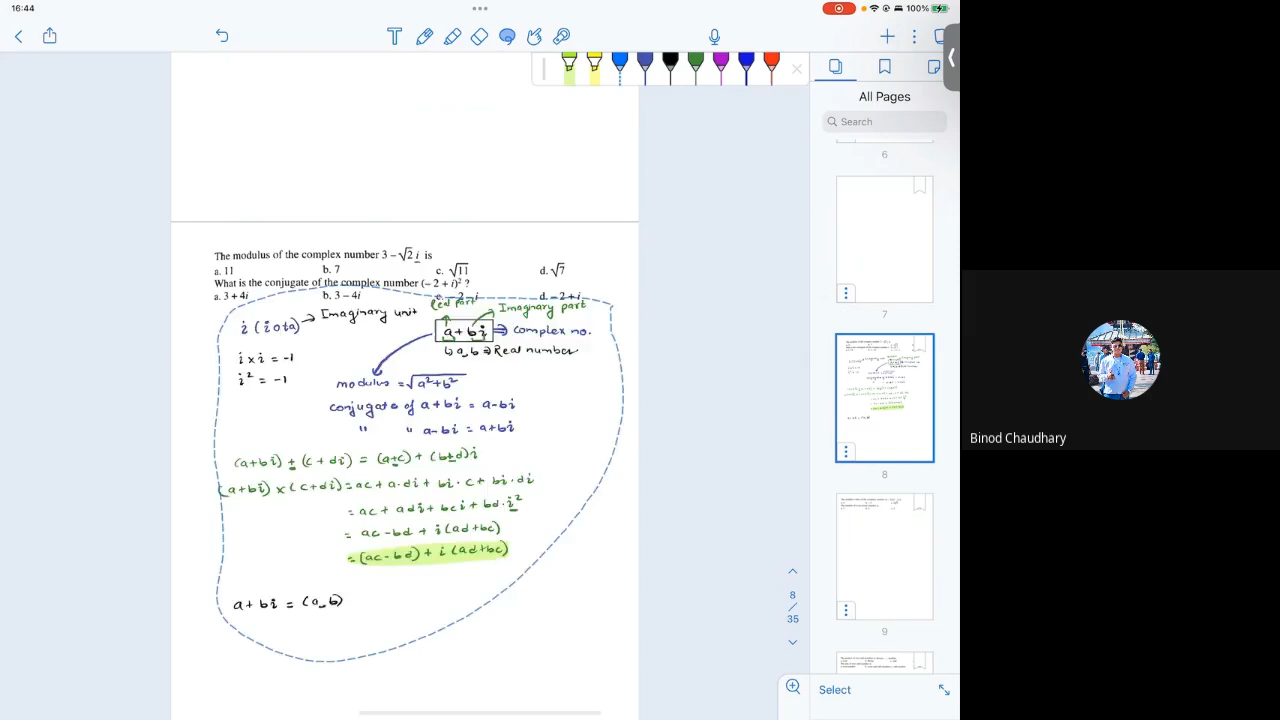 16:44
100%
All Pages
Search
6
7
8
9
The modulus of the complex number 3 − √2 i is
a. 11 b. 7 c. √11 d. √7
What is the conjugate of the complex number (− 2 + i)² ?
a. 3 + 4i b. 3 − 4i c. − 2 − i d. − 2 + i
i (iota) → Imaginary unit
Real part Imaginary part
a + bi ⇒ complex no.
↳ a, b ⇒ Real number
i × i = -1
i² = -1
modulus = √a²+b²
conjugate of a + bi = a - bi
" " a - bi = a + bi
(a+bi) + (c + di) = (a+c) + (b+d)i
(a+bi) × (c+di) = ac + a·di + bi·c + bi·di
= ac + adi + bci + bd·i²
= ac - bd + i(ad+bc)
= (ac - bd) + i (ad+bc)
a + bi = (a, b)
8
/
35
Select
Binod Chaudhary